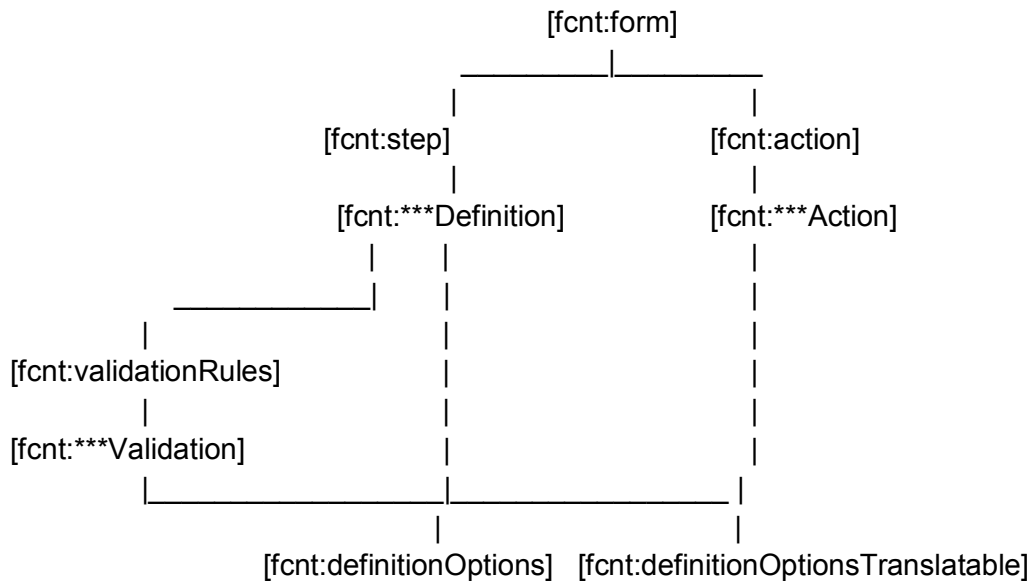 [fcnt:form]
[fcnt:step] [fcnt:action]
[fcnt:***Definition] [fcnt:***Action]
[fcnt:validationRules]
[fcnt:***Validation]
[fcnt:definitionOptions] [fcnt:definitionOptionsTranslatable]